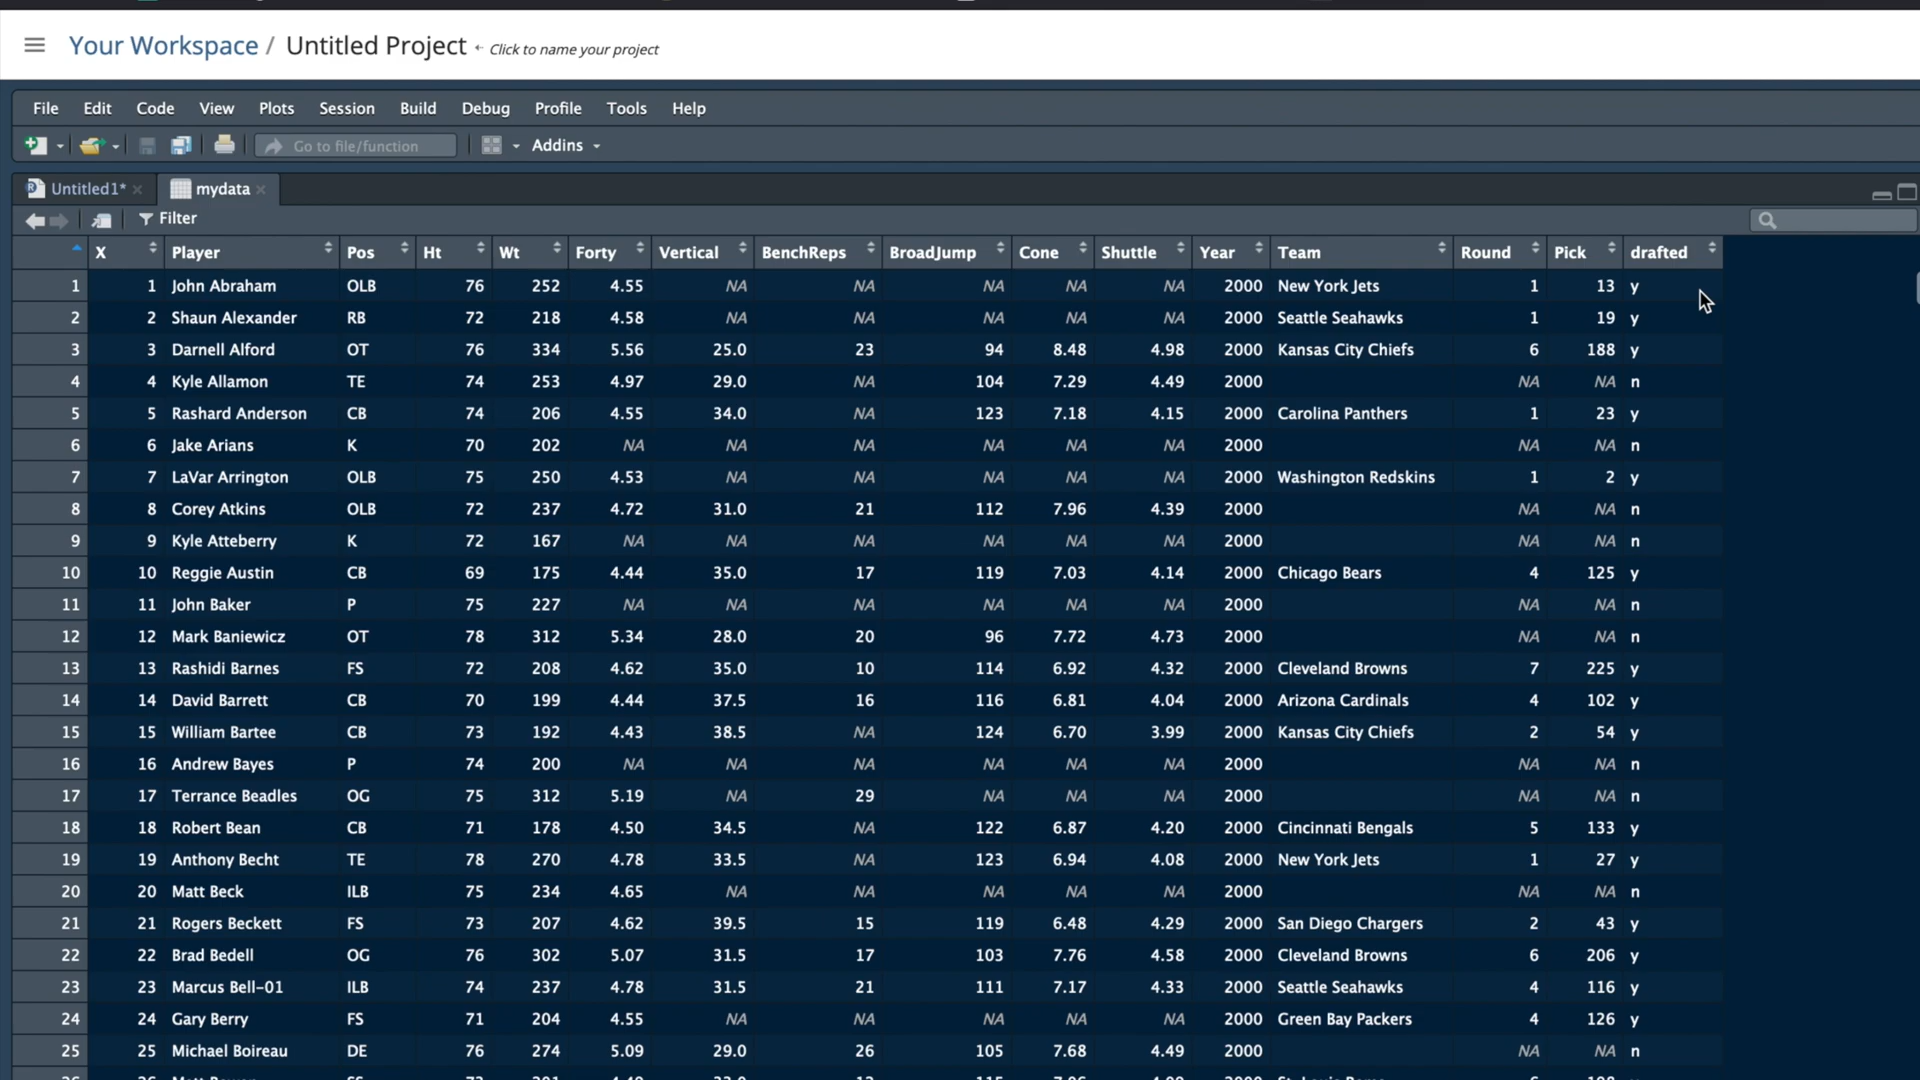 Your Workspace / Untitled Project Click to name your project
File Edit Code View Plots Session Build Debug Profile Tools Help
Go to file/function Addins
Untitled1* mydata
Filter
X Player Pos Ht Wt Forty Vertical BenchReps BroadJump Cone Shuttle Year Team Round Pick drafted
1 1 John Abraham OLB 76 252 4.55 NA NA NA NA NA 2000 New York Jets 1 13 y
2 2 Shaun Alexander RB 72 218 4.58 NA NA NA NA NA 2000 Seattle Seahawks 1 19 y
3 3 Darnell Alford OT 76 334 5.56 25.0 23 94 8.48 4.98 2000 Kansas City Chiefs 6 188 y
4 4 Kyle Allamon TE 74 253 4.97 29.0 NA 104 7.29 4.49 2000 NA NA n
5 5 Rashard Anderson CB 74 206 4.55 34.0 NA 123 7.18 4.15 2000 Carolina Panthers 1 23 y
6 6 Jake Arians K 70 202 NA NA NA NA NA NA 2000 NA NA n
7 7 LaVar Arrington OLB 75 250 4.53 NA NA NA NA NA 2000 Washington Redskins 1 2 y
8 8 Corey Atkins OLB 72 237 4.72 31.0 21 112 7.96 4.39 2000 NA NA n
9 9 Kyle Atteberry K 72 167 NA NA NA NA NA NA 2000 NA NA n
10 10 Reggie Austin CB 69 175 4.44 35.0 17 119 7.03 4.14 2000 Chicago Bears 4 125 y
11 11 John Baker P 75 227 NA NA NA NA NA NA 2000 NA NA n
12 12 Mark Baniewicz OT 78 312 5.34 28.0 20 96 7.72 4.73 2000 NA NA n
13 13 Rashidi Barnes FS 72 208 4.62 35.0 10 114 6.92 4.32 2000 Cleveland Browns 7 225 y
14 14 David Barrett CB 70 199 4.44 37.5 16 116 6.81 4.04 2000 Arizona Cardinals 4 102 y
15 15 William Bartee CB 73 192 4.43 38.5 NA 124 6.70 3.99 2000 Kansas City Chiefs 2 54 y
16 16 Andrew Bayes P 74 200 NA NA NA NA NA NA 2000 NA NA n
17 17 Terrance Beadles OG 75 312 5.19 NA 29 NA NA NA 2000 NA NA n
18 18 Robert Bean CB 71 178 4.50 34.5 NA 122 6.87 4.20 2000 Cincinnati Bengals 5 133 y
19 19 Anthony Becht TE 78 270 4.78 33.5 NA 123 6.94 4.08 2000 New York Jets 1 27 y
20 20 Matt Beck ILB 75 234 4.65 NA NA NA NA NA 2000 NA NA n
21 21 Rogers Beckett FS 73 207 4.62 39.5 15 119 6.48 4.29 2000 San Diego Chargers 2 43 y
22 22 Brad Bedell OG 76 302 5.07 31.5 17 103 7.76 4.58 2000 Cleveland Browns 6 206 y
23 23 Marcus Bell-01 ILB 74 237 4.78 31.5 21 111 7.17 4.33 2000 Seattle Seahawks 4 116 y
24 24 Gary Berry FS 71 204 4.55 NA NA NA NA NA 2000 Green Bay Packers 4 126 y
25 25 Michael Boireau DE 76 274 5.09 29.0 26 105 7.68 4.49 2000 NA NA n